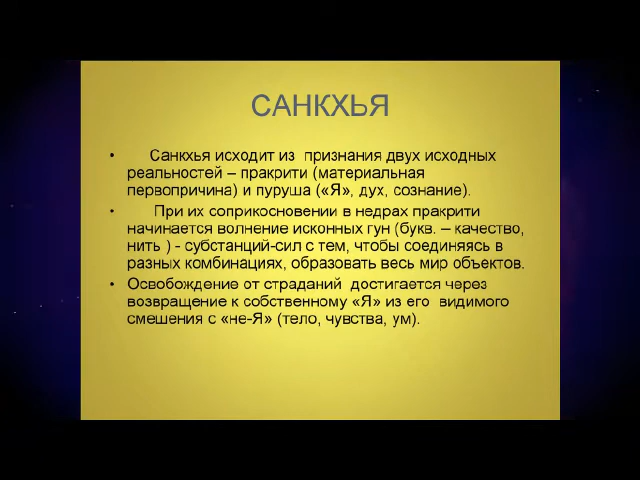 САНКХЬЯ
• Санкхья исходит из признания двух исходных
реальностей – пракрити (материальная
первопричина) и пуруша («Я», дух, сознание).
• При их соприкосновении в недрах пракрити
начинается волнение исконных гун (букв. – качество,
нить ) - субстанций-сил с тем, чтобы соединяясь в
разных комбинациях, образовать весь мир объектов.
• Освобождение от страданий достигается через
возвращение к собственному «Я» из его видимого
смешения с «не-Я» (тело, чувства, ум).